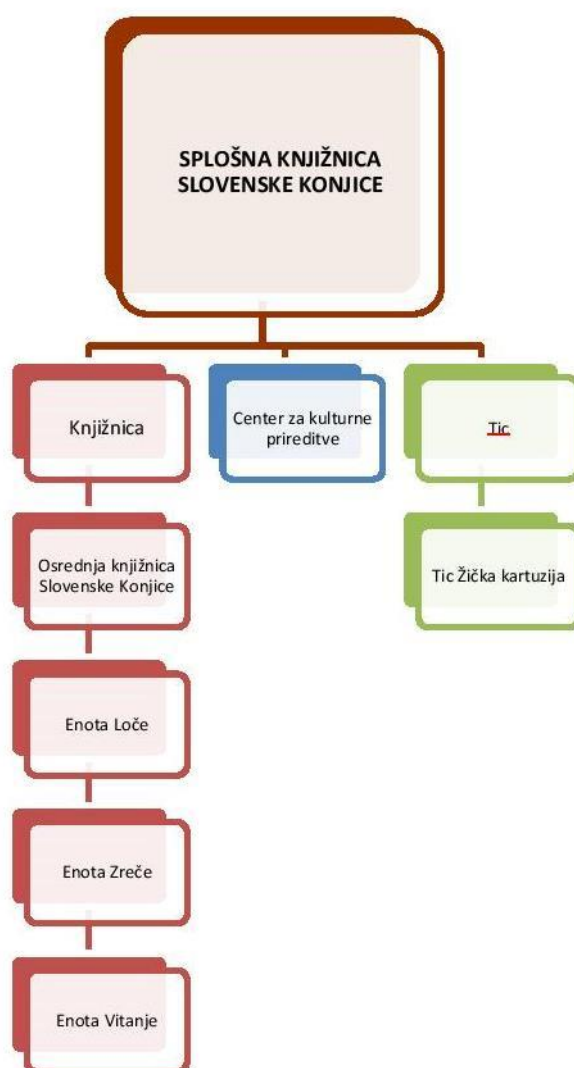 SPLOŠNA KNJIŽNICA
SLOVENSKE KONJICE
Knjižnica
Center za kulturne
prireditve
Tic
Osrednja knjižnica
Slovenske Konjice
Tic Žička kartuzija
Enota Loče
Enota Zreče
Enota Vitanje